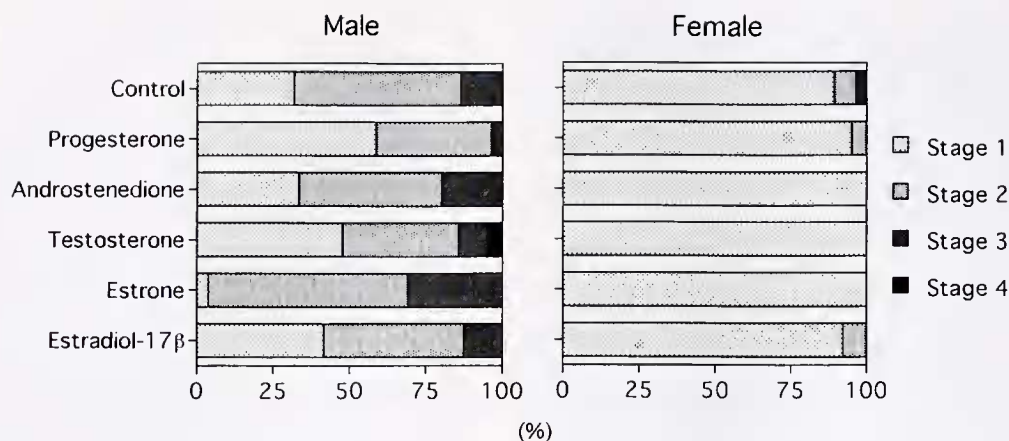 Male
Female
Control
Progesterone
Androstenedione
Testosterone
Estrone
Estradiol-17β
0 25 50 75 100
0 25 50 75 100
(%)
Stage 1
Stage 2
Stage 3
Stage 4